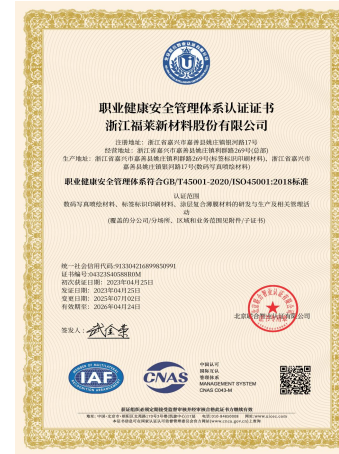 职业健康安全管理体系认证证书
浙江福莱新材料股份有限公司
注册地址：浙江省嘉兴市嘉善县姚庄镇银河路17号
经营地址：浙江省嘉兴市嘉善县姚庄镇利群路269号(总部)
生产地址：浙江省嘉兴市嘉善县姚庄镇利群路269号(标签标识印刷材料)、浙江省嘉兴市
嘉善县姚庄镇银河路17号(数码写真喷绘材料)
职业健康安全管理体系符合GB/T45001-2020/ISO45001:2018标准
认证范围
数码写真喷绘材料、标签标识印刷材料、涂层复合薄膜材料的研发与生产及相关管理活
动
(覆盖的分公司/分场所、区域和业务范围见附件/子证书)
统一社会信用代码:913304216899850991
证书编号:04323S40588R0M
初次获证日期：2023年04月25日
发证日期：2023年04月25日
变更日期：2025年07月02日
有效期至：2026年04月24日
签发人：
IAF
CNAS
中国认可
国际互认
管理体系
MANAGEMENT SYSTEM
CNAS C043-M